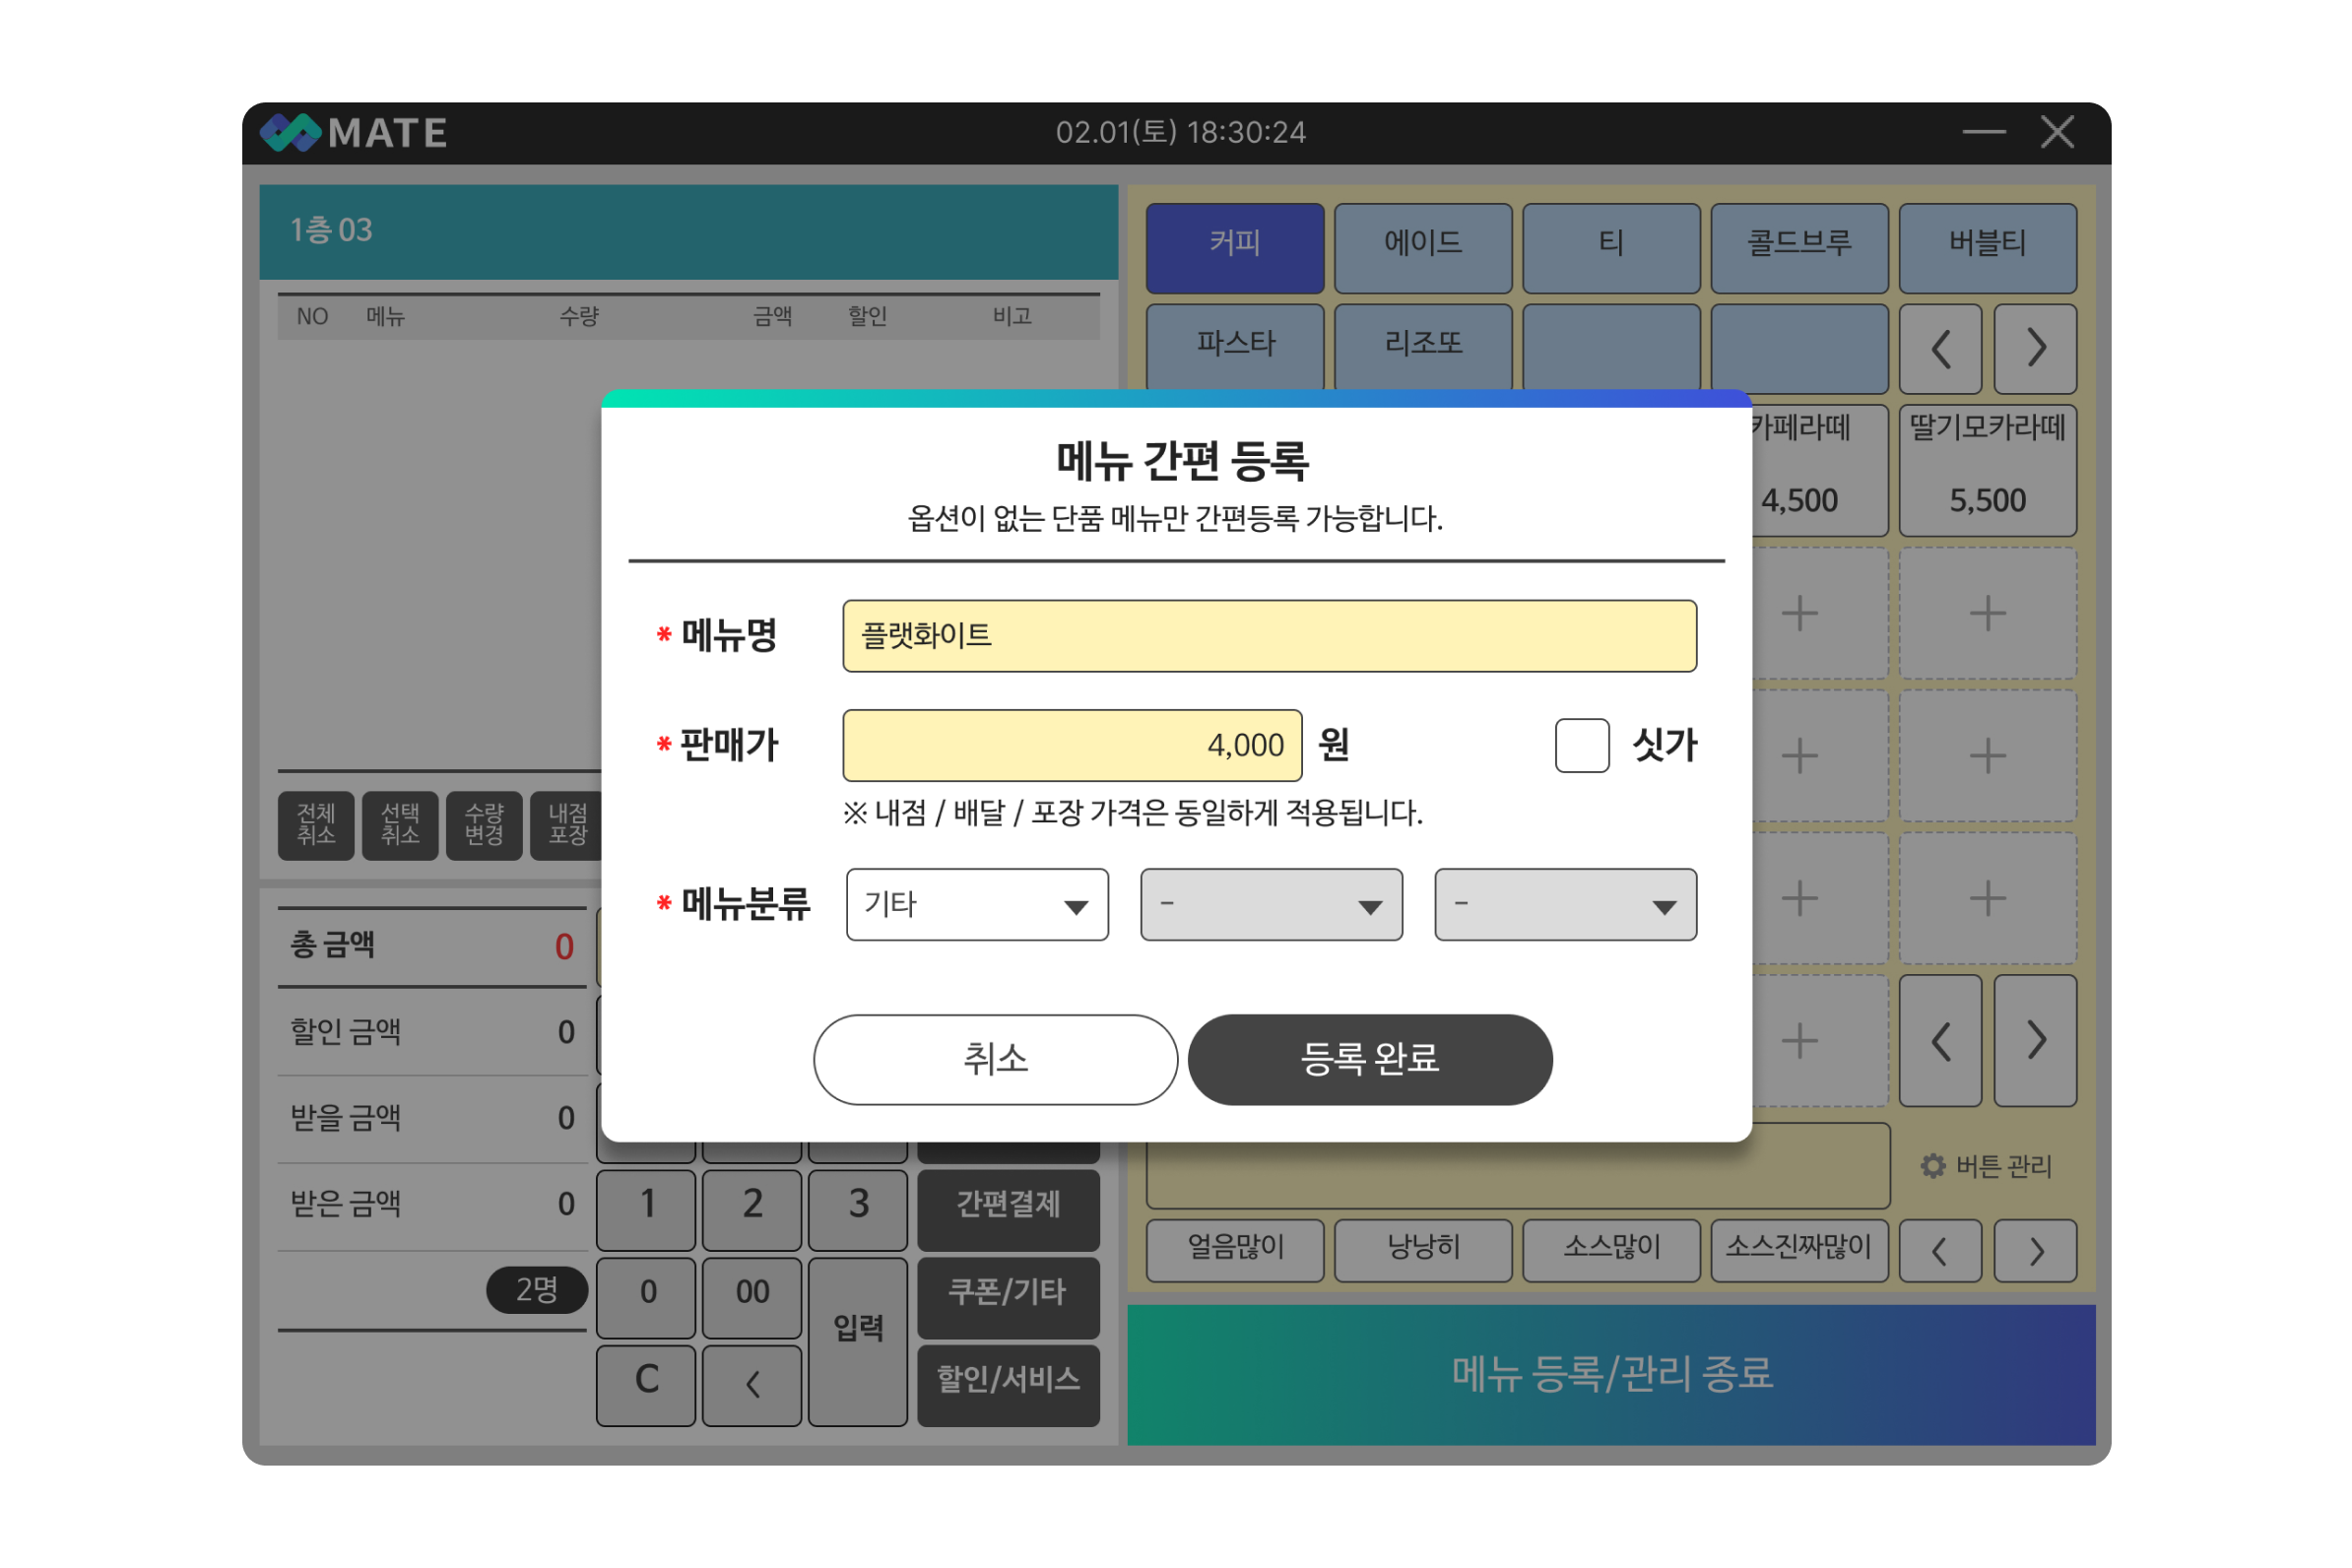 MATE
02.01(토) 18:30:24
1층 03
NO 메뉴 수량 금액 할인 비고
커피 에이드 티 콜드브루 버블티
파스타 리조또
카페라떼 딸기모카라떼
4,500 5,500
메뉴 간편 등록
옵션이 없는 단품 메뉴만 간편등록 가능합니다.
* 메뉴명 플랫화이트
* 판매가 4,000 원 싯가
※ 내점 / 배달 / 포장 가격은 동일하게 적용됩니다.
* 메뉴분류 기타 - -
취소 등록 완료
전체 취소
선택 취소
수량 변경
내점 포장
총 금액 0
할인 금액 0
받을 금액 0
받은 금액 0
2명
1 2 3 간편결제
0 00 입력 쿠폰/기타
C 할인/서비스
버튼 관리
얼음많이 낭낭히 소스많이 소스진짜많이
메뉴 등록/관리 종료